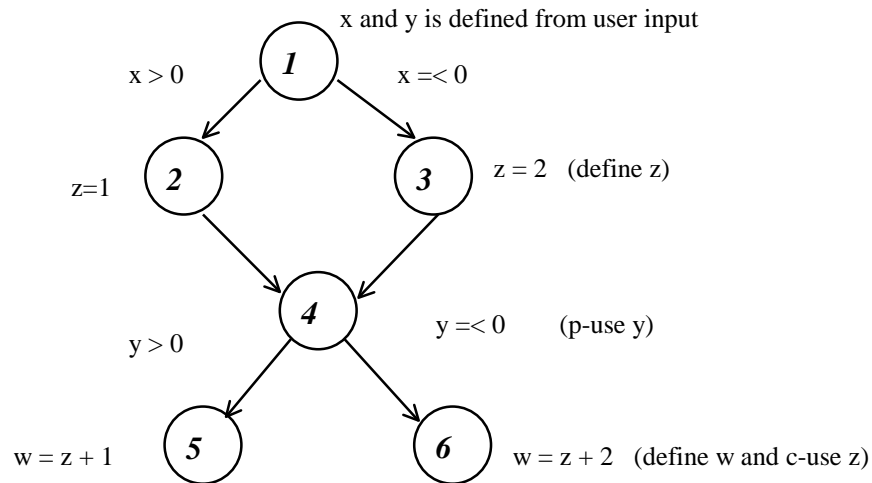 x and y is defined from user input
1
x > 0
x =< 0
2
3
z=1
z = 2 (define z)
4
y > 0
y =< 0 (p-use y)
5
6
w = z + 1
w = z + 2 (define w and c-use z)